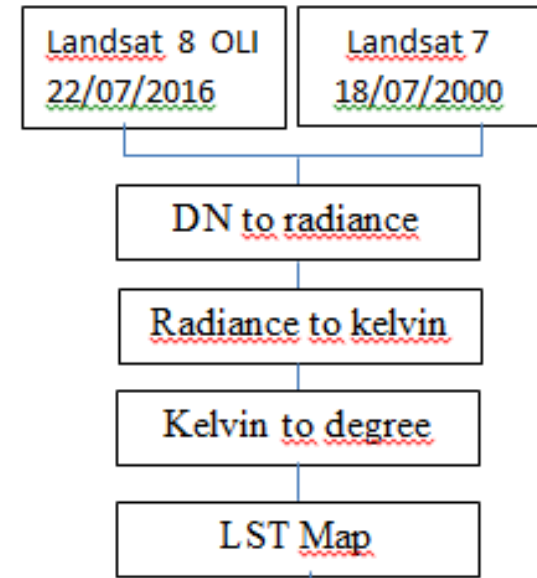 Landsat 8 OLI
22/07/2016
Landsat 7
18/07/2000
DN to radiance
Radiance to kelvin
Kelvin to degree
LST Map